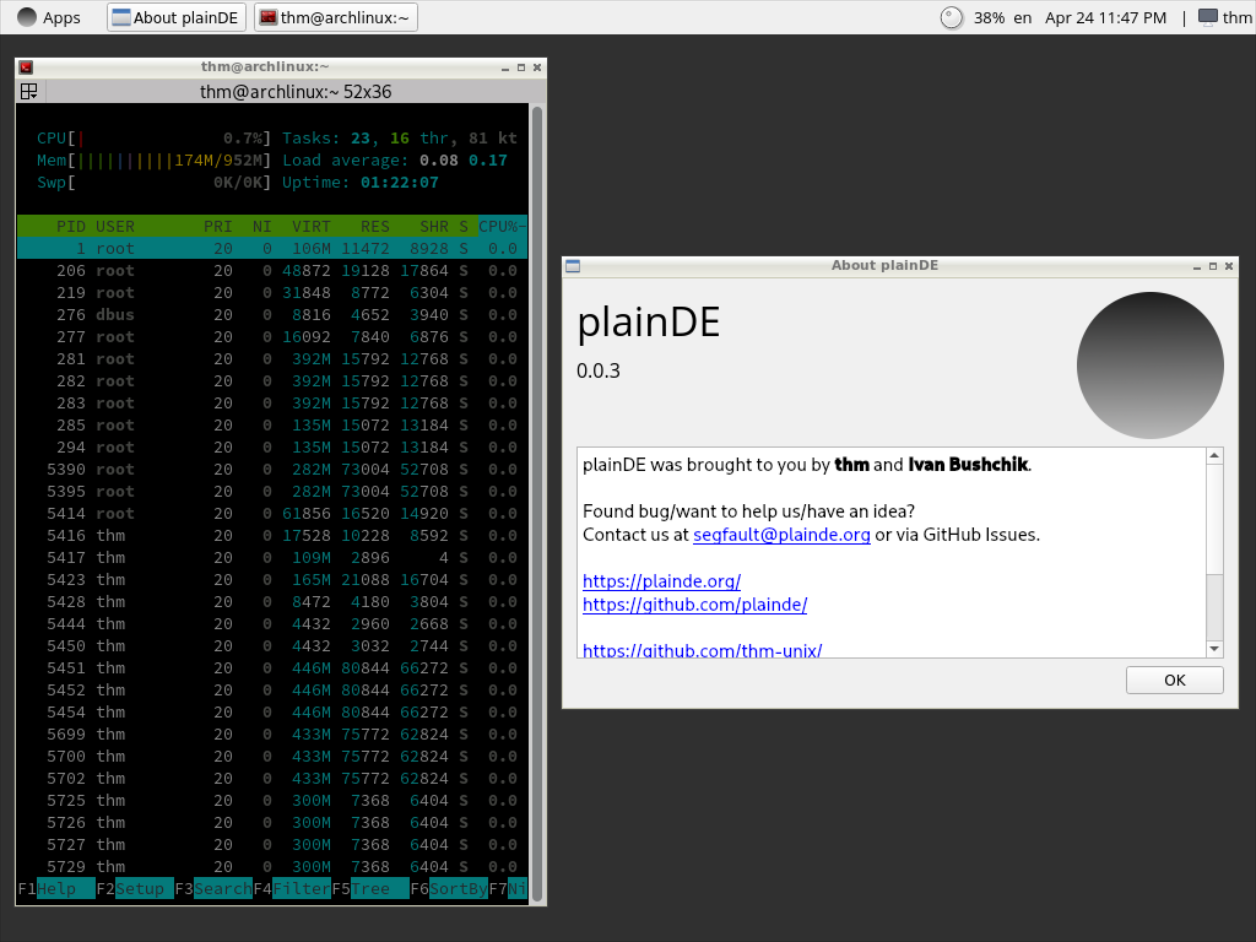 Apps About plainDE thm@archlinux:~ 38% en Apr 24 11:47 PM | thm
thm@archlinux:~
thm@archlinux:~ 52x36
CPU[| 0.7%] Tasks: 23, 16 thr, 81 kt
Mem[||||||||||174M/952M] Load average: 0.08 0.17
Swp[ 0K/0K] Uptime: 01:22:07
PID USER PRI NI VIRT RES SHR S CPU%-
1 root 20 0 106M 11472 8928 S 0.0
206 root 20 0 48872 19128 17864 S 0.0
219 root 20 0 31848 8772 6304 S 0.0
276 dbus 20 0 8816 4652 3940 S 0.0
277 root 20 0 16092 7840 6876 S 0.0
281 root 20 0 392M 15792 12768 S 0.0
282 root 20 0 392M 15792 12768 S 0.0
283 root 20 0 392M 15792 12768 S 0.0
285 root 20 0 135M 15072 13184 S 0.0
294 root 20 0 135M 15072 13184 S 0.0
5390 root 20 0 282M 73004 52708 S 0.0
5395 root 20 0 282M 73004 52708 S 0.0
5414 root 20 0 61856 16520 14920 S 0.0
5416 thm 20 0 17528 10228 8592 S 0.0
5417 thm 20 0 109M 2896 4 S 0.0
5423 thm 20 0 165M 21088 16704 S 0.0
5428 thm 20 0 8472 4180 3804 S 0.0
5444 thm 20 0 4432 2960 2668 S 0.0
5450 thm 20 0 4432 3032 2744 S 0.0
5451 thm 20 0 446M 80844 66272 S 0.0
5452 thm 20 0 446M 80844 66272 S 0.0
5454 thm 20 0 446M 80844 66272 S 0.0
5699 thm 20 0 433M 75772 62824 S 0.0
5700 thm 20 0 433M 75772 62824 S 0.0
5702 thm 20 0 433M 75772 62824 S 0.0
5725 thm 20 0 300M 7368 6404 S 0.0
5726 thm 20 0 300M 7368 6404 S 0.0
5727 thm 20 0 300M 7368 6404 S 0.0
5729 thm 20 0 300M 7368 6404 S 0.0
F1Help F2Setup F3SearchF4FilterF5Tree F6SortByF7Ni
About plainDE
plainDE
0.0.3
plainDE was brought to you by thm and Ivan Bushchik.
Found bug/want to help us/have an idea?
Contact us at segfault@plainde.org or via GitHub Issues.
https://plainde.org/
https://github.com/plainde/
https://github.com/thm-unix/
OK